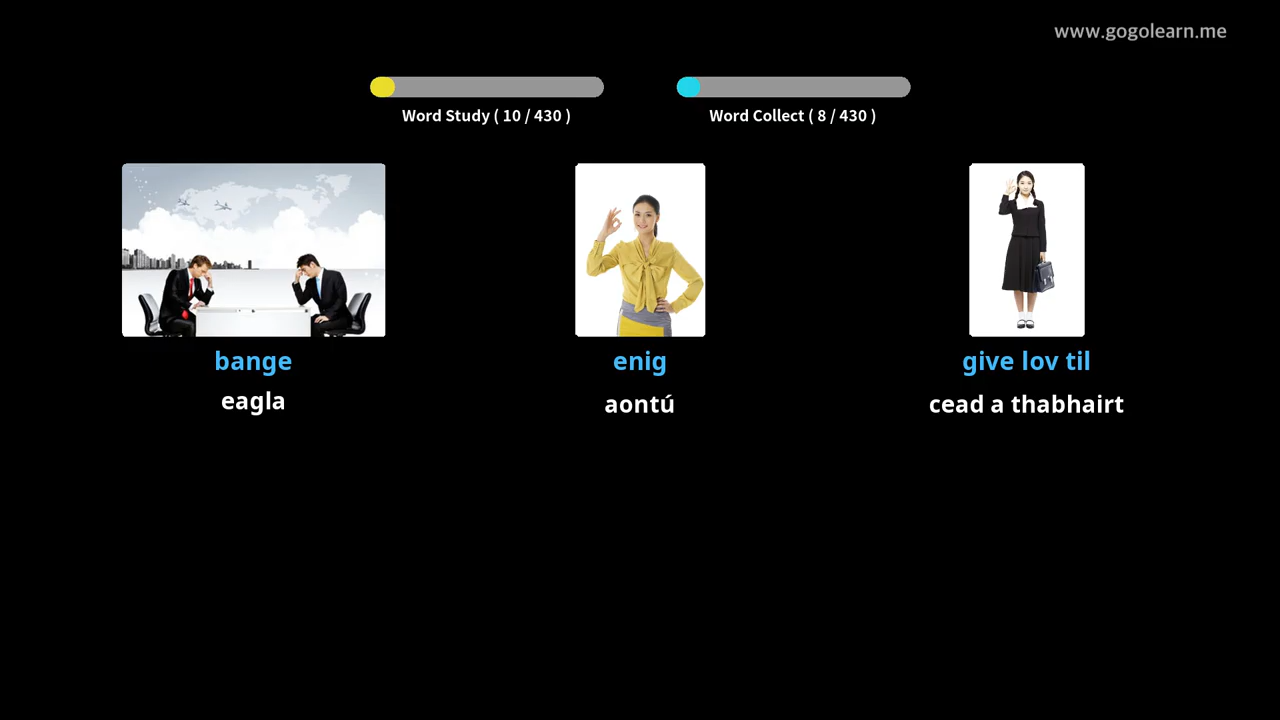 www.gogolearn.me
Word Study ( 10 / 430 )
Word Collect ( 8 / 430 )
bange
enig
give lov til
eagla
aontú
cead a thabhairt